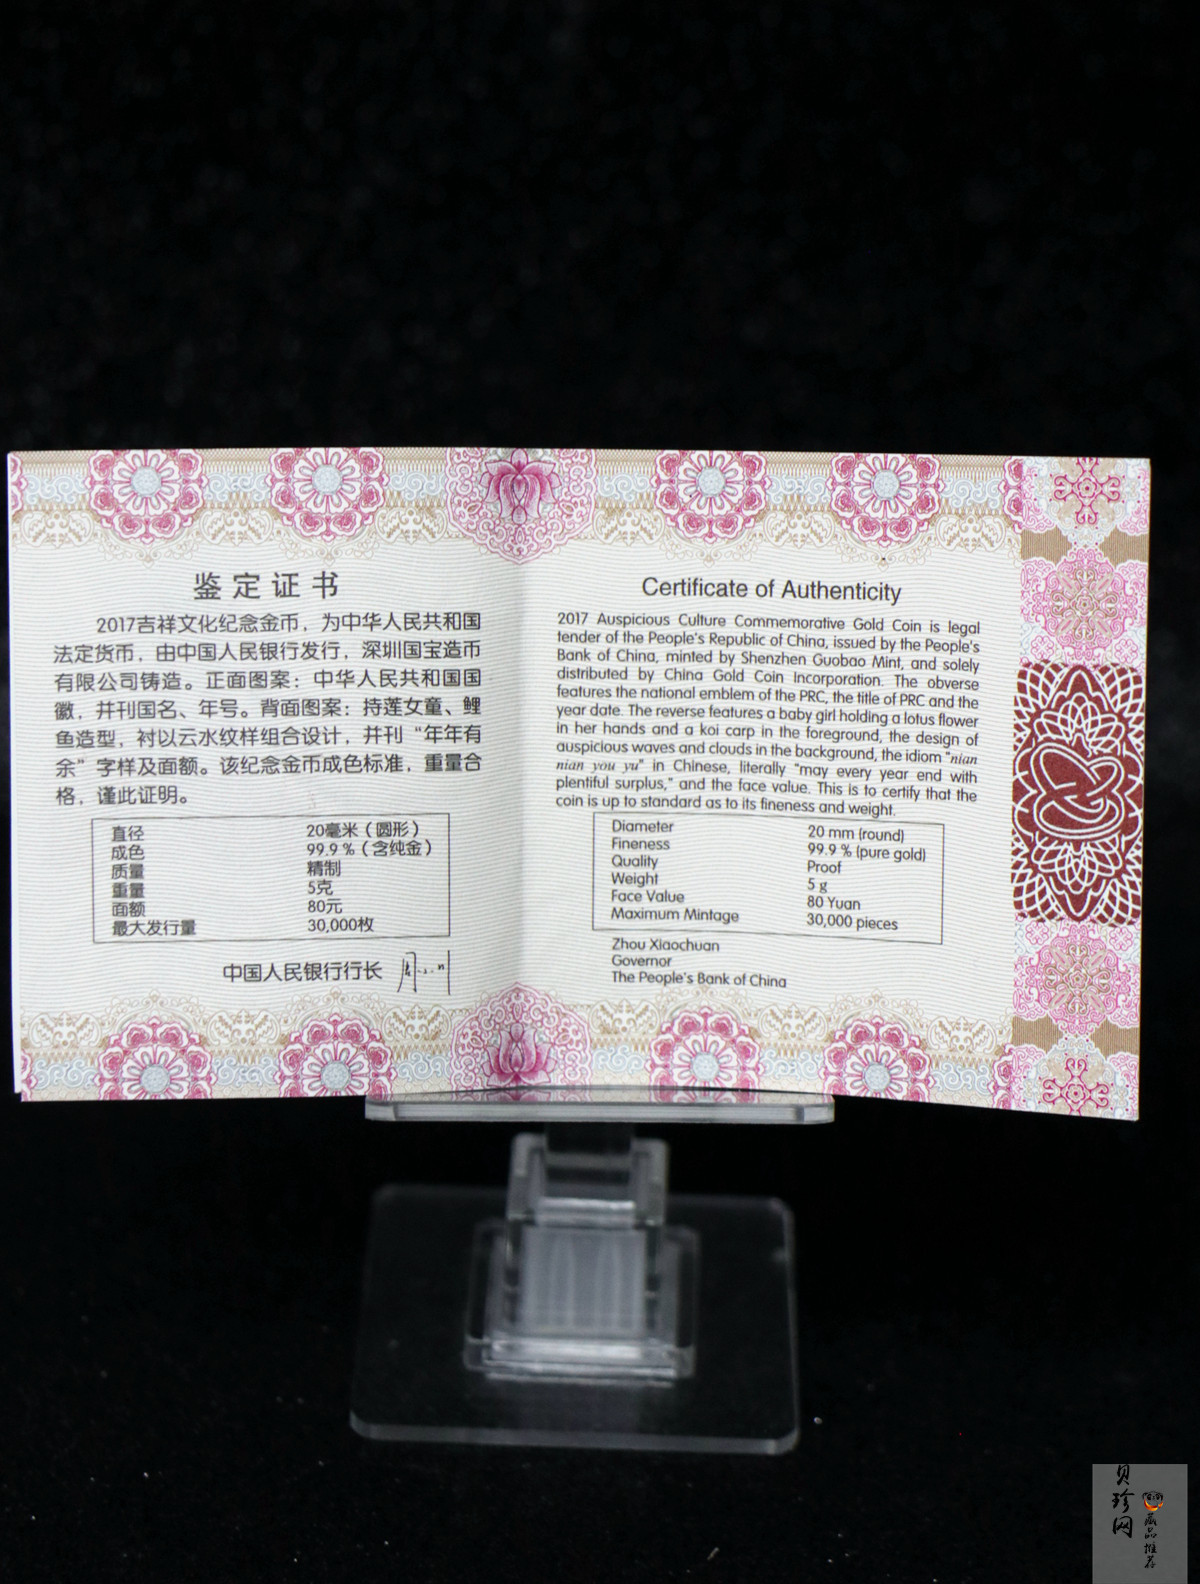 鉴定证书
2017吉祥文化纪念金币，为中华人民共和国
法定货币，由中国人民银行发行，深圳国宝造币
有限公司铸造。正面图案：中华人民共和国国
徽，并刊国名、年号。背面图案：持莲女童、鲤
鱼造型，衬以云水纹样组合设计，并刊“年年有
余”字样及面额。该纪念金币成色标准，重量合
格，谨此证明。
直径 20毫米（圆形）
成色 99.9％（含纯金）
质量 精制
重量 5克
面额 80元
最大发行量 30,000枚
中国人民银行行长
Certificate of Authenticity
2017 Auspicious Culture Commemorative Gold Coin is legal
tender of the People's Republic of China, issued by the People's
Bank of China, minted by Shenzhen Guobao Mint, and solely
distributed by China Gold Coin Incorporation. The obverse
features the national emblem of the PRC, the title of PRC and the
year date. The reverse features a baby girl holding a lotus flower
in her hands and a koi carp in the foreground, the design of
auspicious waves and clouds in the background, the idiom "nian
nian you yu" in Chinese, literally "may every year end with
plentiful surplus," and the face value. This is to certify that the
coin is up to standard as to its fineness and weight.
Diameter 20 mm (round)
Fineness 99.9 % (pure gold)
Quality Proof
Weight 5 g
Face Value 80 Yuan
Maximum Mintage 30,000 pieces
Zhou Xiaochuan
Governor
The People's Bank of China
贝珍网
藏品推荐